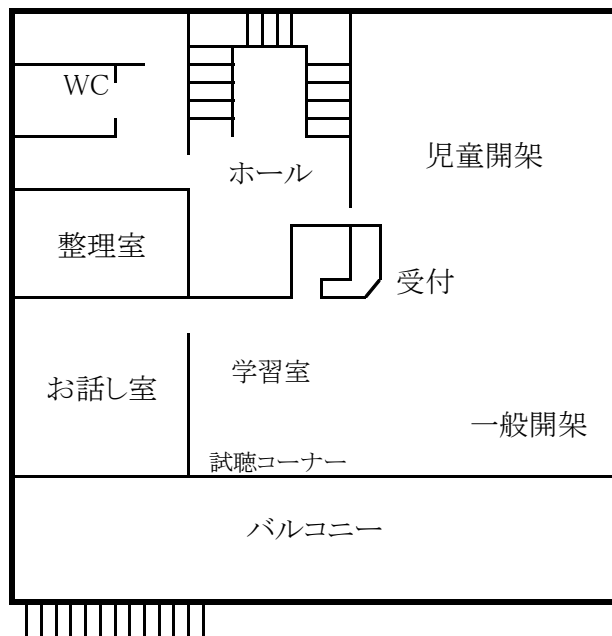 WC
ホール
児童開架
整理室
受付
お話し室
学習室
一般開架
試聴コーナー
バルコニー